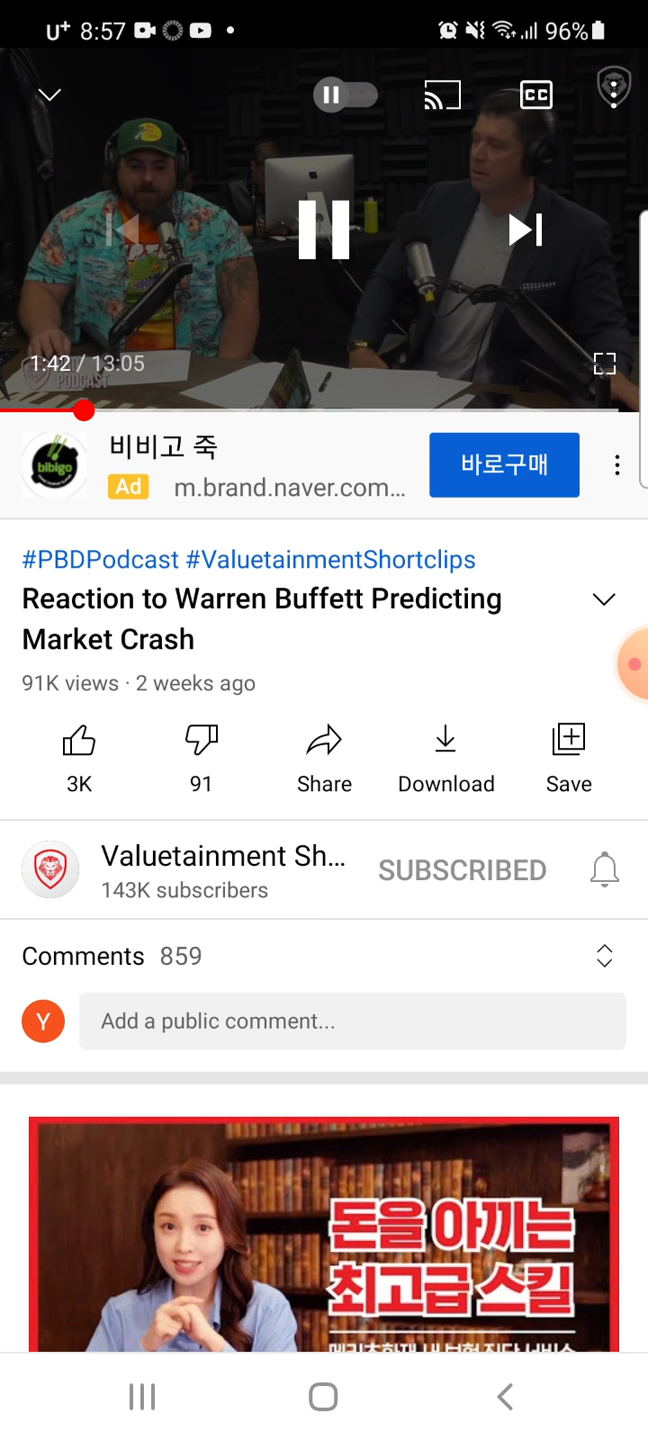 U⁺ 8:57 96%
CC
1:42 / 13:05
PODCAST
bibigo
비비고 죽
Ad m.brand.naver.com...
바로구매
#PBDPodcast #ValuetainmentShortclips
Reaction to Warren Buffett Predicting
Market Crash
91K views · 2 weeks ago
3K 91 Share Download Save
Valuetainment Sh... SUBSCRIBED
143K subscribers
Comments 859
Y Add a public comment...
돈을 아끼는
최고급 스킬